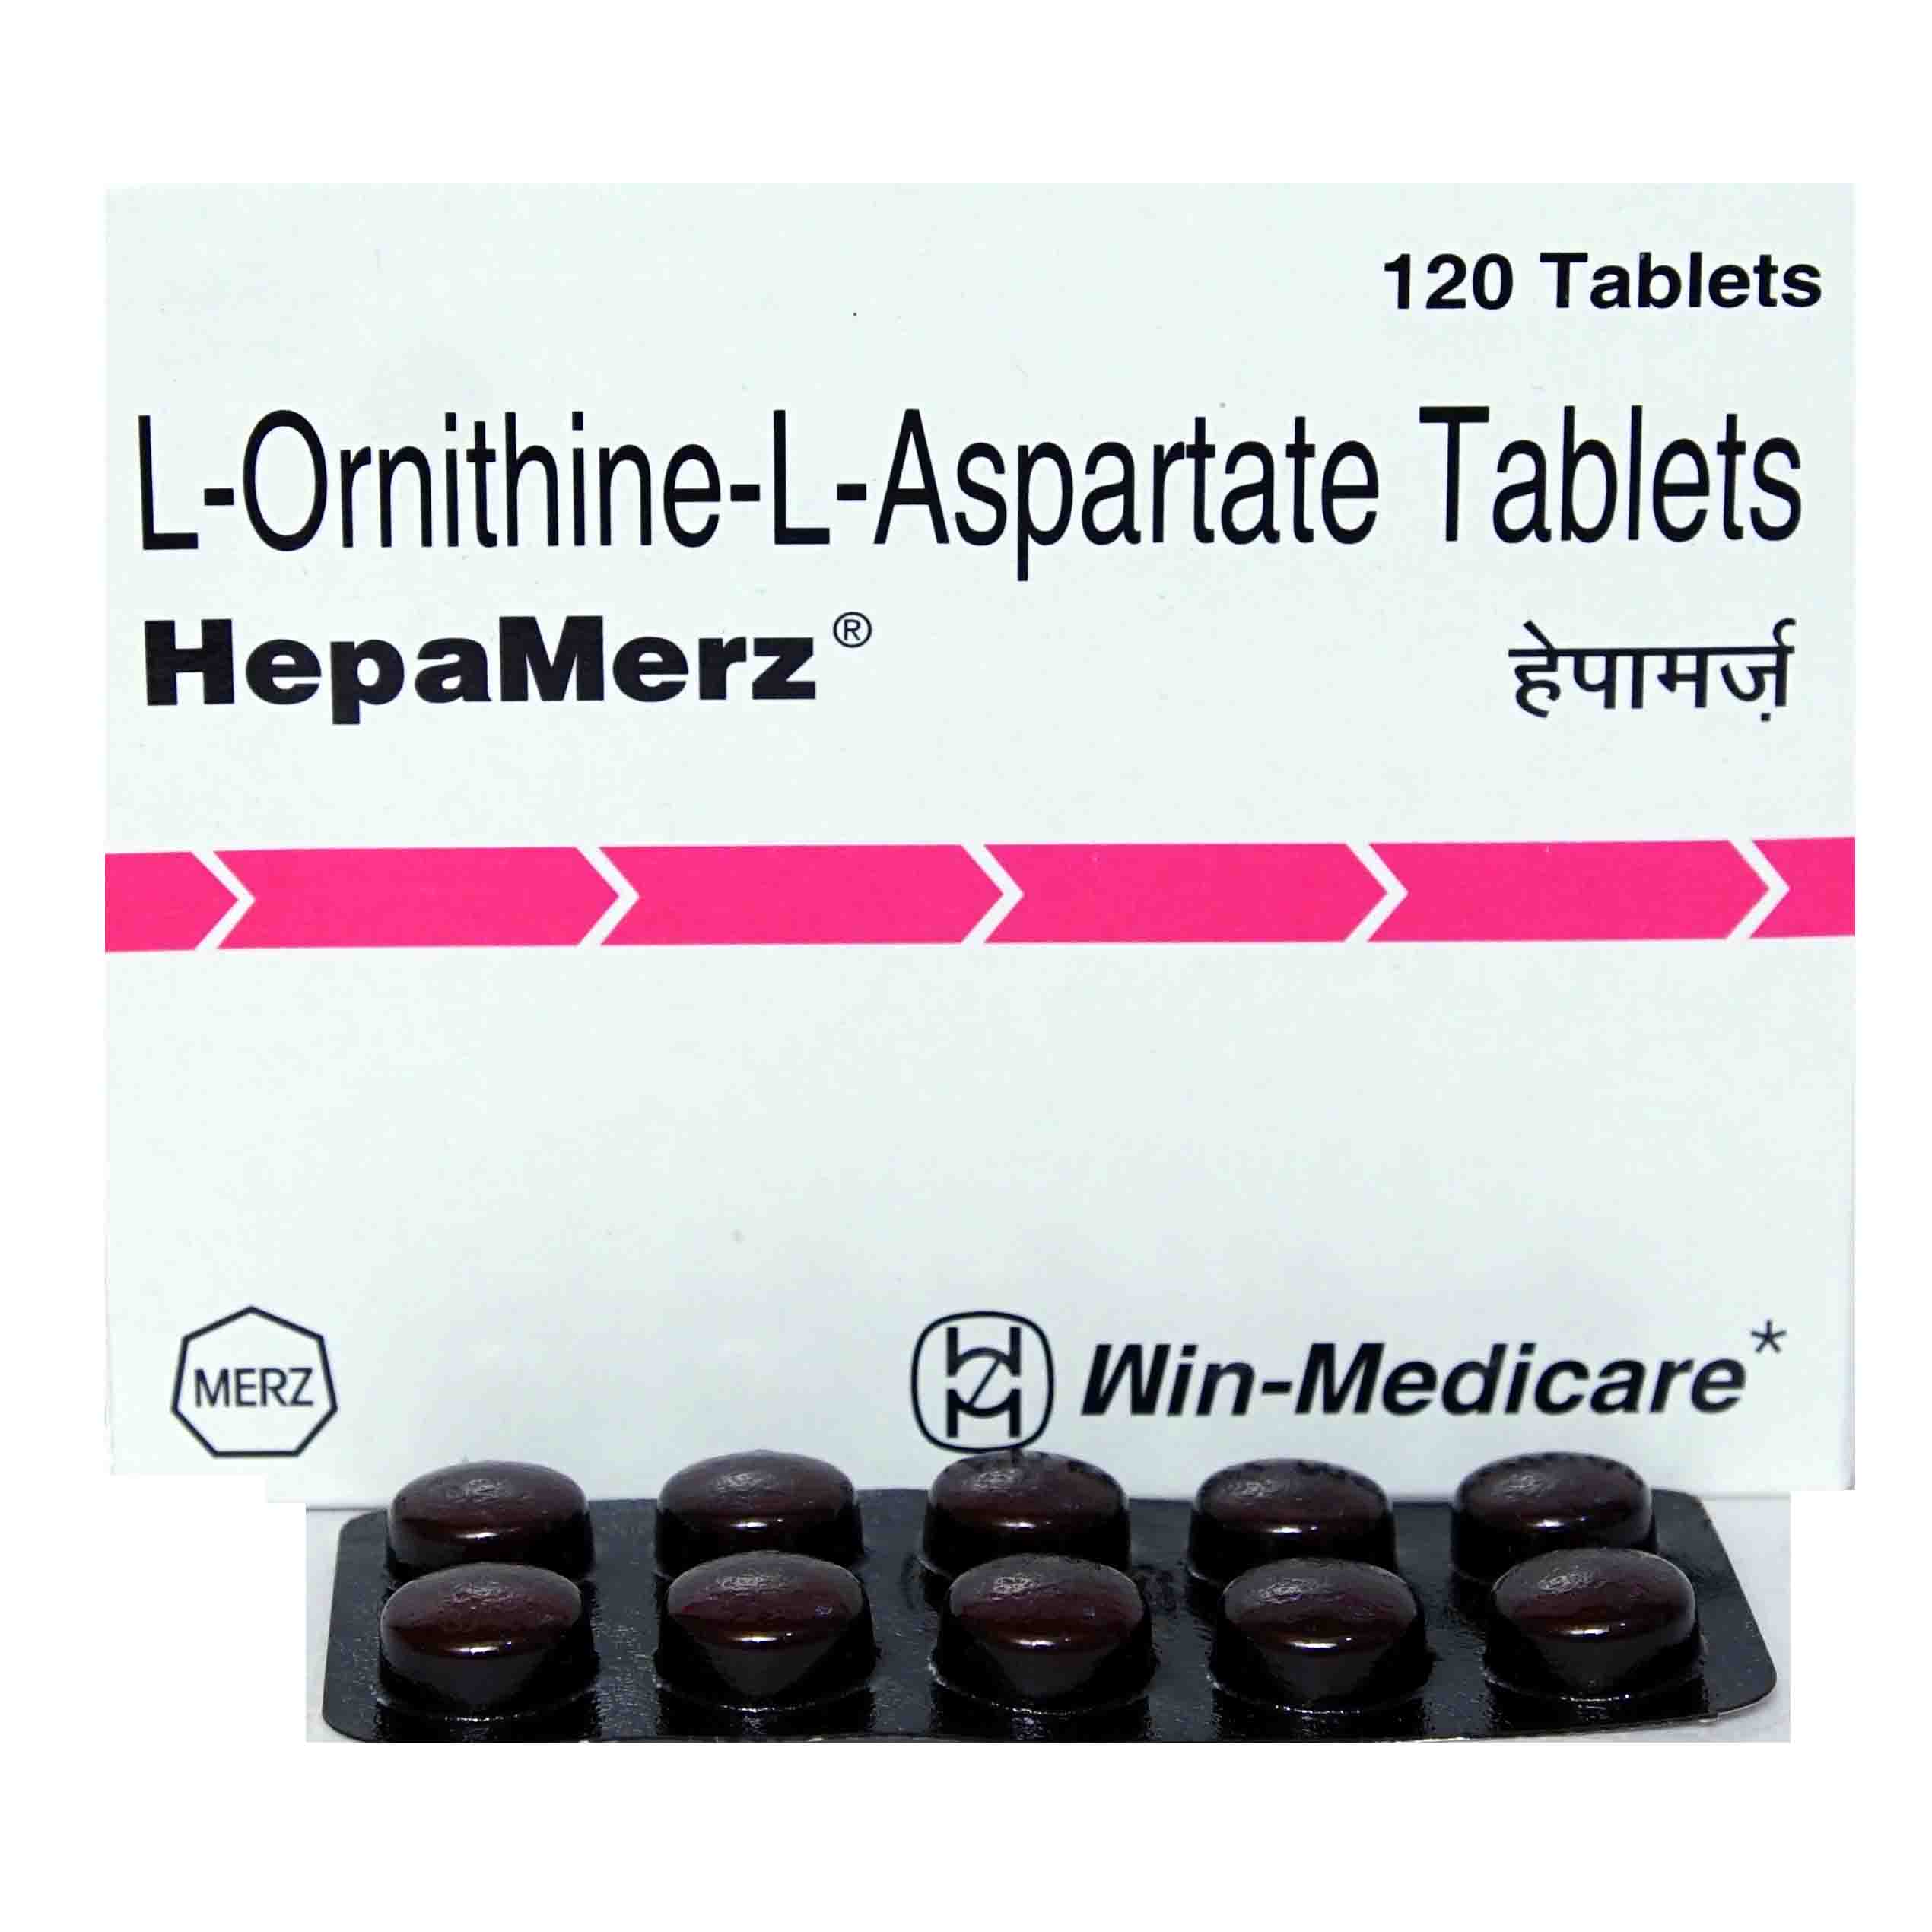 120 Tablets
L-Ornithine-L-Aspartate Tablets
HepaMerz® हेपामर्ज़
MERZ Win-Medicare*